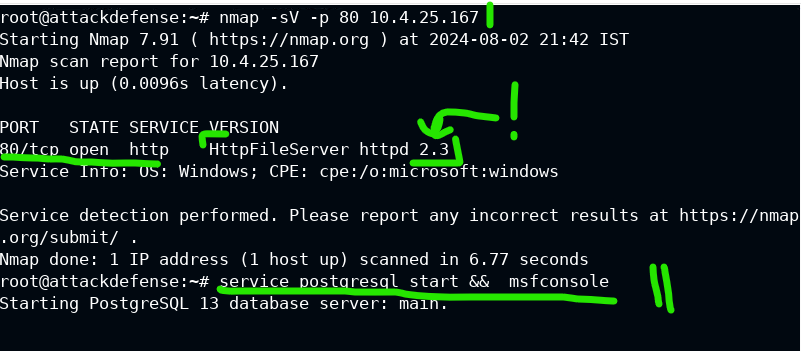 root@attackdefense:~# nmap -sV -p 80 10.4.25.167
Starting Nmap 7.91 ( https://nmap.org ) at 2024-08-02 21:42 IST
Nmap scan report for 10.4.25.167
Host is up (0.0096s latency).
PORT   STATE SERVICE VERSION
80/tcp open  http    HttpFileServer httpd 2.3
Service Info: OS: Windows; CPE: cpe:/o:microsoft:windows
Service detection performed. Please report any incorrect results at https://nmap
.org/submit/ .
Nmap done: 1 IP address (1 host up) scanned in 6.77 seconds
root@attackdefense:~# service postgresql start &&  msfconsole
Starting PostgreSQL 13 database server: main.